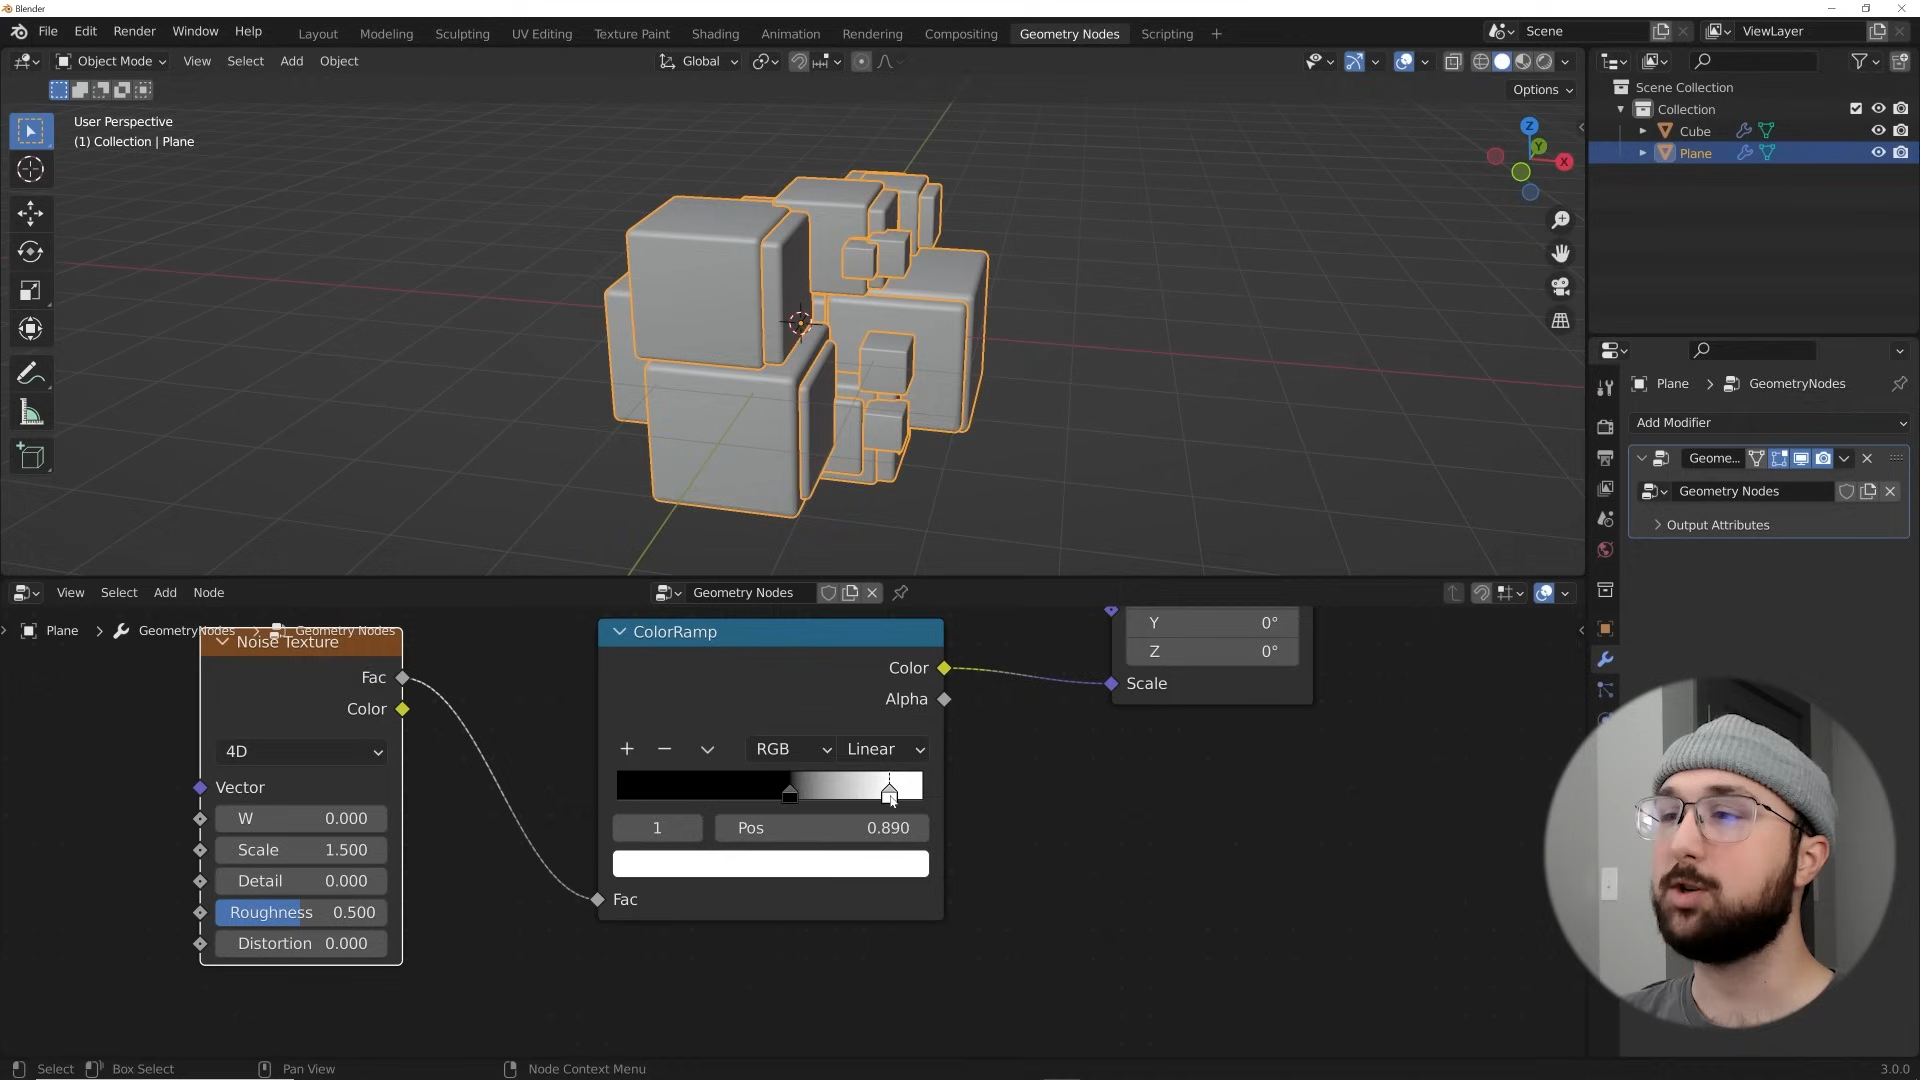 Blender
File Edit Render Window Help Layout Modeling Sculpting UV Editing Texture Paint Shading Animation Rendering Compositing Geometry Nodes Scripting + Scene ViewLayer
Object Mode View Select Add Object Global
Options
User Perspective
(1) Collection | Plane
Z
Y
X
Scene Collection
Collection
Cube
Plane
Plane > GeometryNodes
Add Modifier
Geome...
Geometry Nodes
Output Attributes
View Select Add Node Geometry Nodes
Plane > GeometryNodes > Geometry Nodes
Noise Texture
Fac
Color
4D
Vector
W 0.000
Scale 1.500
Detail 0.000
Roughness 0.500
Distortion 0.000
ColorRamp
Color
Alpha
+ − RGB Linear
1 Pos 0.890
Fac
Y 0°
Z 0°
Scale
Select Box Select Pan View Node Context Menu 3.0.0